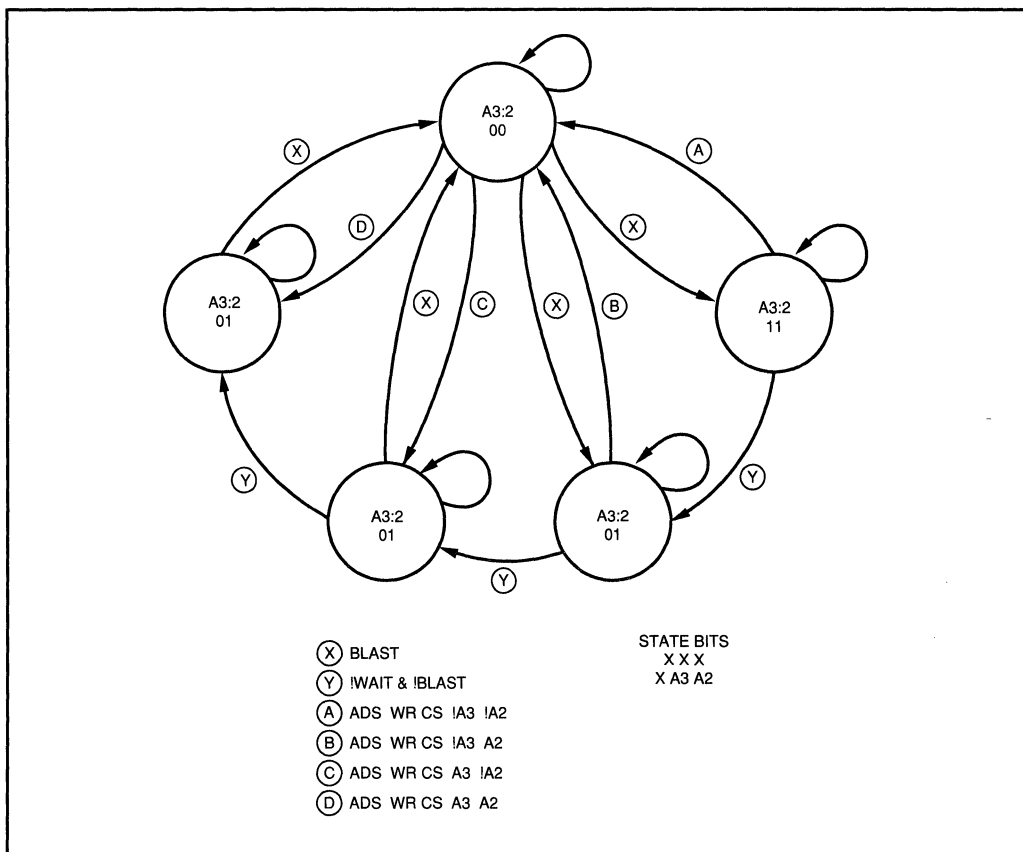 A3:2
00
X
A
D
X
A3:2
01
X
C
X
B
A3:2
11
Y
Y
A3:2
01
A3:2
01
Y
X BLAST
Y !WAIT & !BLAST
A ADS WR CS !A3 !A2
B ADS WR CS !A3 A2
C ADS WR CS A3 !A2
D ADS WR CS A3 A2
STATE BITS
X X X
X A3 A2